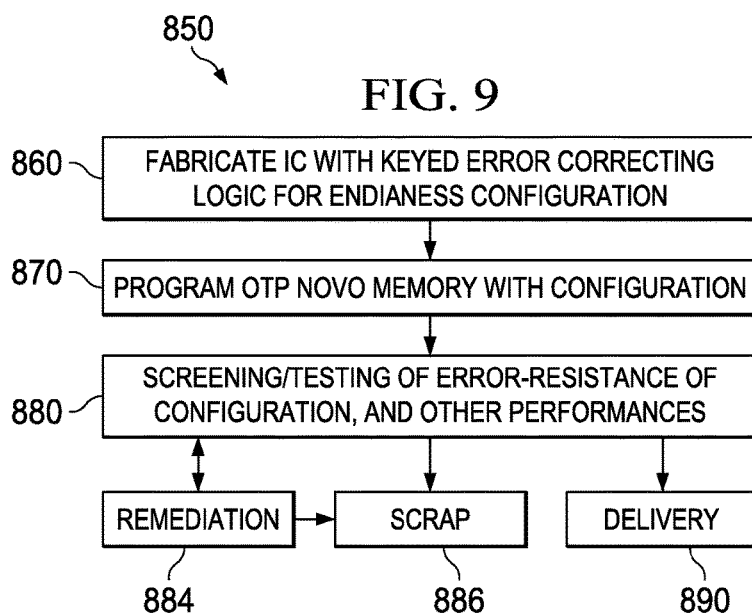 850
FIG. 9
860
FABRICATE IC WITH KEYED ERROR CORRECTING
LOGIC FOR ENDIANESS CONFIGURATION
870
PROGRAM OTP NOVO MEMORY WITH CONFIGURATION
880
SCREENING/TESTING OF ERROR-RESISTANCE OF
CONFIGURATION, AND OTHER PERFORMANCES
REMEDIATION
SCRAP
DELIVERY
884
886
890